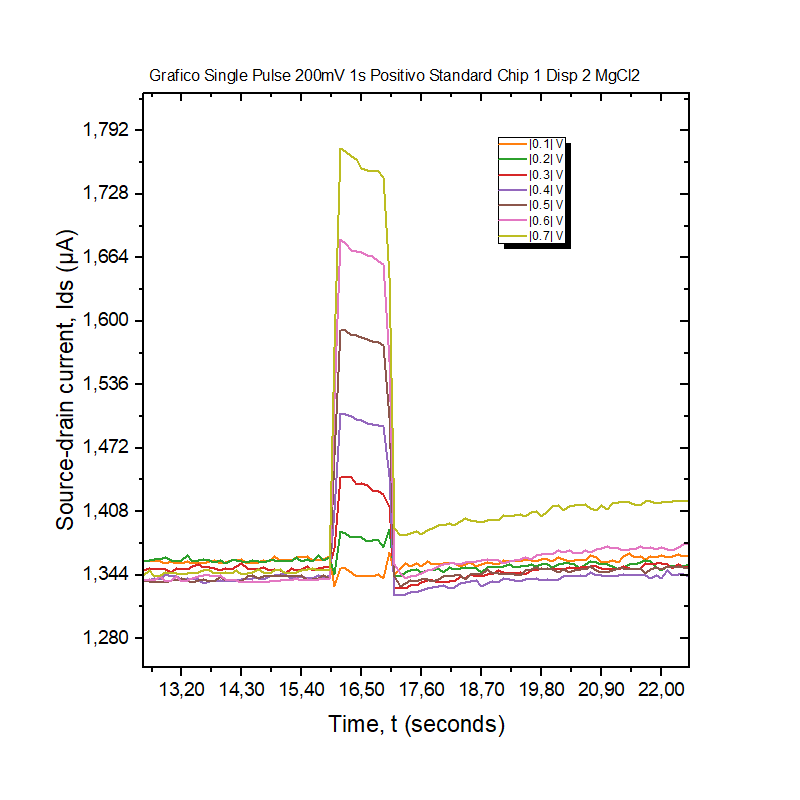 Grafico Single Pulse 200mV 1s Positivo Standard Chip 1 Disp 2 MgCl2
|0.1| V
|0.2| V
|0.3| V
|0.4| V
|0.5| V
|0.6| V
|0.7| V
Source-drain current, Ids (µA)
1,792
1,728
1,664
1,600
1,536
1,472
1,408
1,344
1,280
13,20 14,30 15,40 16,50 17,60 18,70 19,80 20,90 22,00
Time, t (seconds)